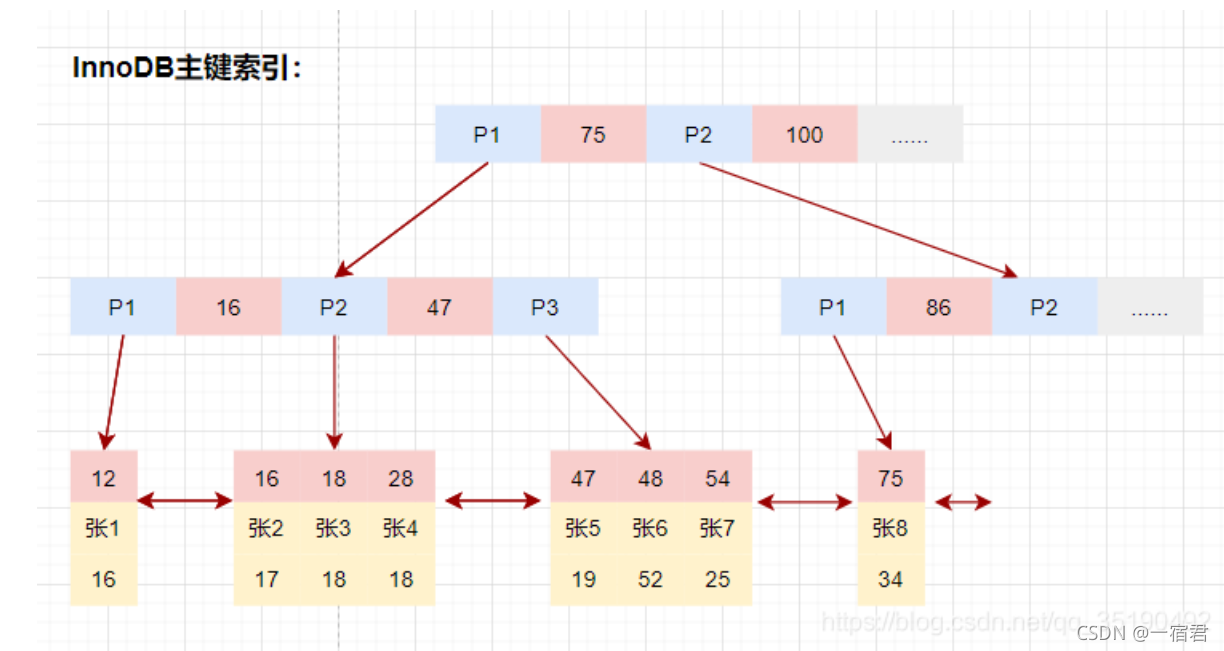 InnoDB主键索引：
P1 75 P2 100 ......
P1 16 P2 47 P3 P1 86 P2 ......
12 16 18 28 47 48 54 75
张1 张2 张3 张4 张5 张6 张7 张8
16 17 18 18 19 52 25 34
https://blog.csdn.net/qq_35190492
CSDN @一宿君